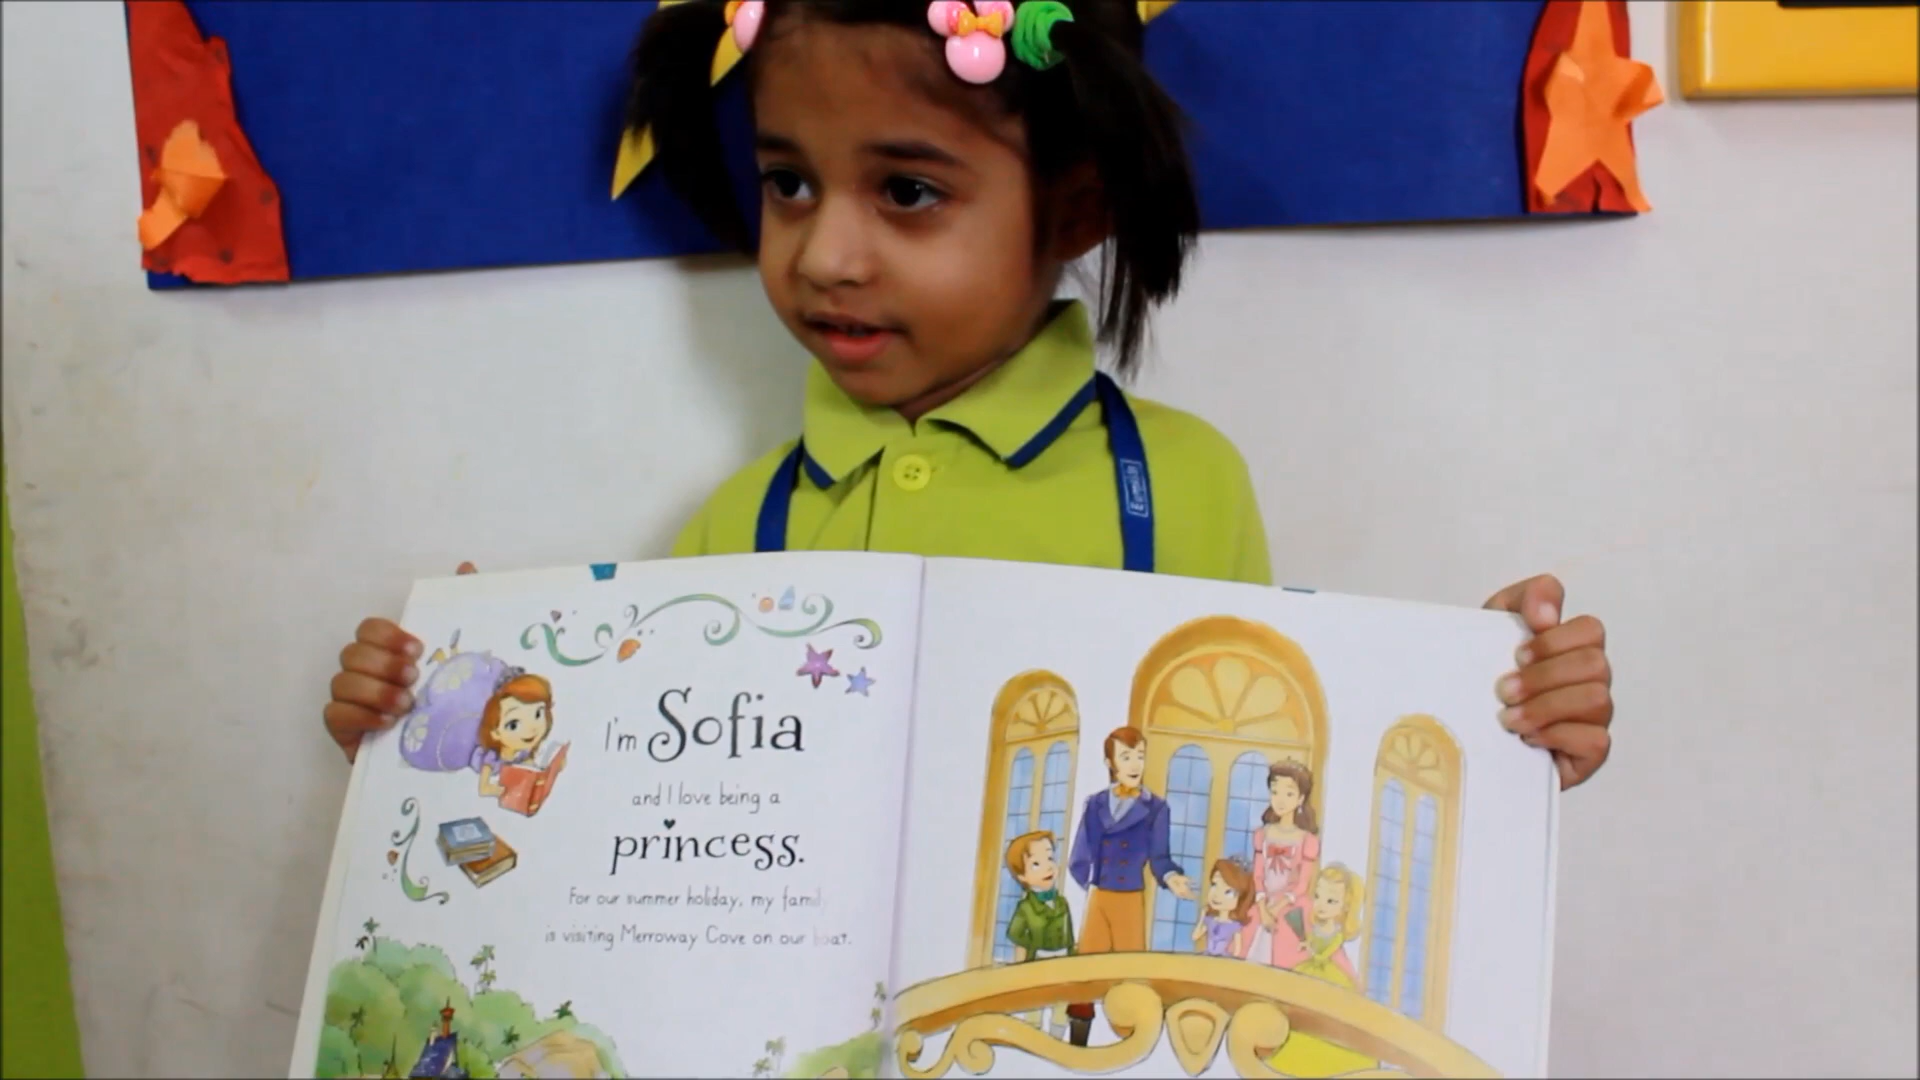 I'm Sofia
and I love being a
princess.
For our summer holiday, my family
is visiting Merroway Cove on our boat.